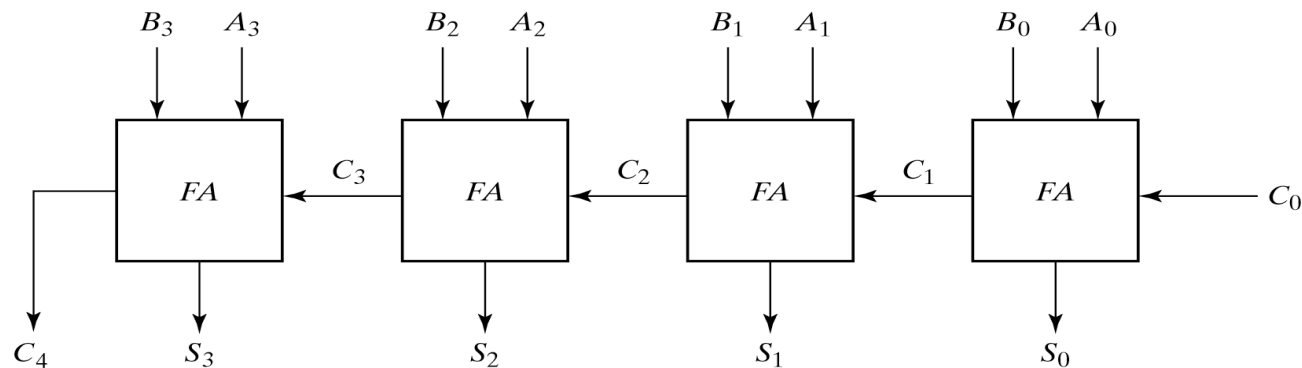 B₃ A₃ B₂ A₂ B₁ A₁ B₀ A₀
FA C₃ FA C₂ FA C₁ FA C₀
C₄ S₃ S₂ S₁ S₀